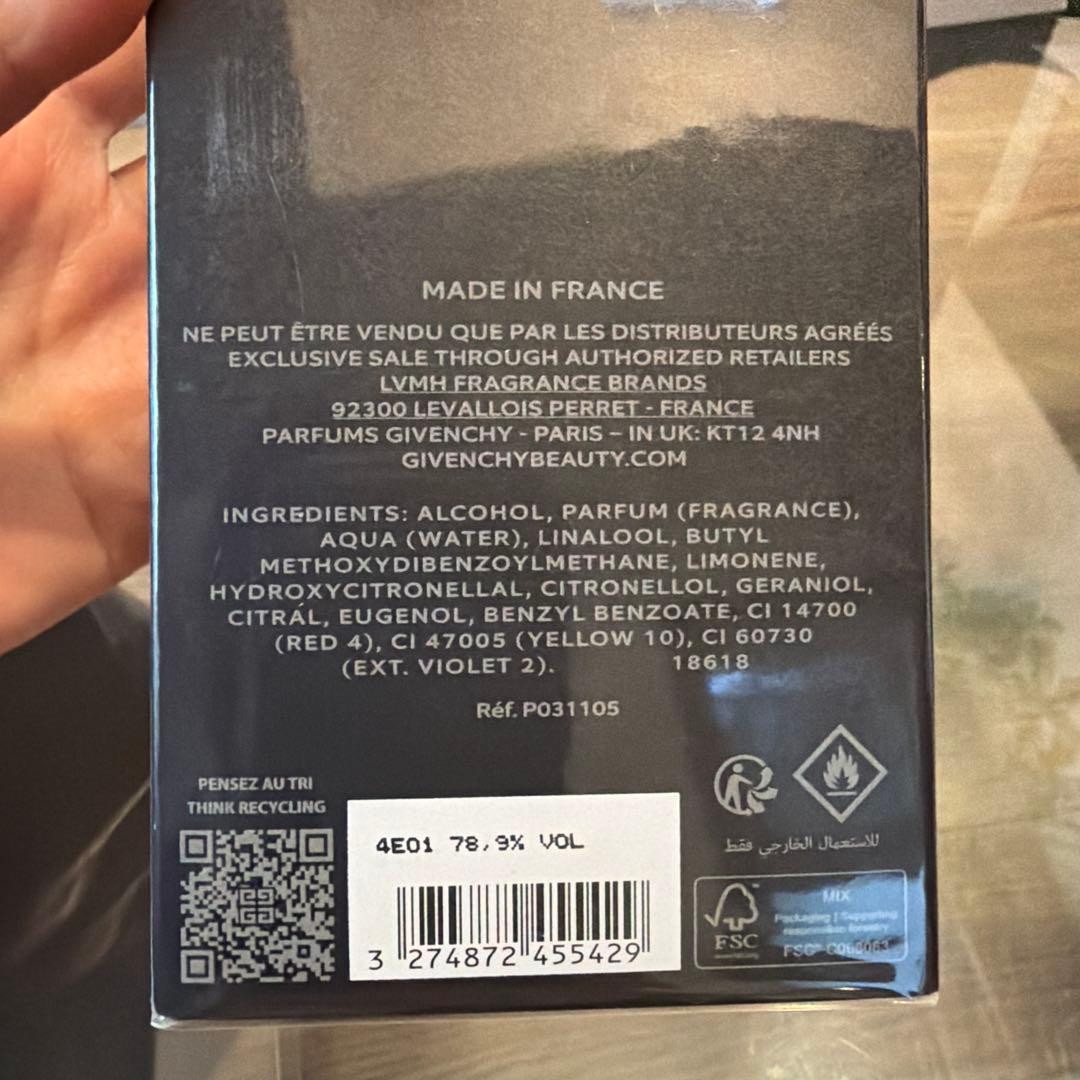 MADE IN FRANCE
NE PEUT ÊTRE VENDU QUE PAR LES DISTRIBUTEURS AGRÉÉS
EXCLUSIVE SALE THROUGH AUTHORIZED RETAILERS
LVMH FRAGRANCE BRANDS
92300 LEVALLOIS PERRET - FRANCE
PARFUMS GIVENCHY - PARIS – IN UK: KT12 4NH
GIVENCHYBEAUTY.COM
INGREDIENTS: ALCOHOL, PARFUM (FRAGRANCE),
AQUA (WATER), LINALOOL, BUTYL
METHOXYDIBENZOYLMETHANE, LIMONENE,
HYDROXYCITRONELLAL, CITRONELLOL, GERANIOL,
CITRAL, EUGENOL, BENZYL BENZOATE, CI 14700
(RED 4), CI 47005 (YELLOW 10), CI 60730
(EXT. VIOLET 2). 18618
Réf. P031105
PENSEZ AU TRI
THINK RECYCLING
4E01 78,9% VOL
3 274872 455429
للاستعمال الخارجي فقط
FSC
MIX
Packaging | Supporting
responsible forestry